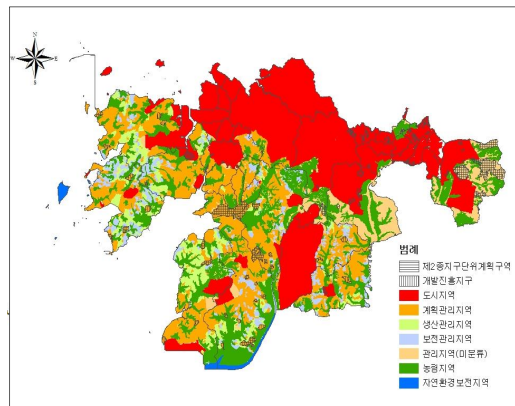 N
W
E
S
범례
제2종지구단위계획구역
개발진흥지구
도시지역
계획관리지역
생산관리지역
보전관리지역
관리지역(미분류)
농림지역
자연환경보전지역